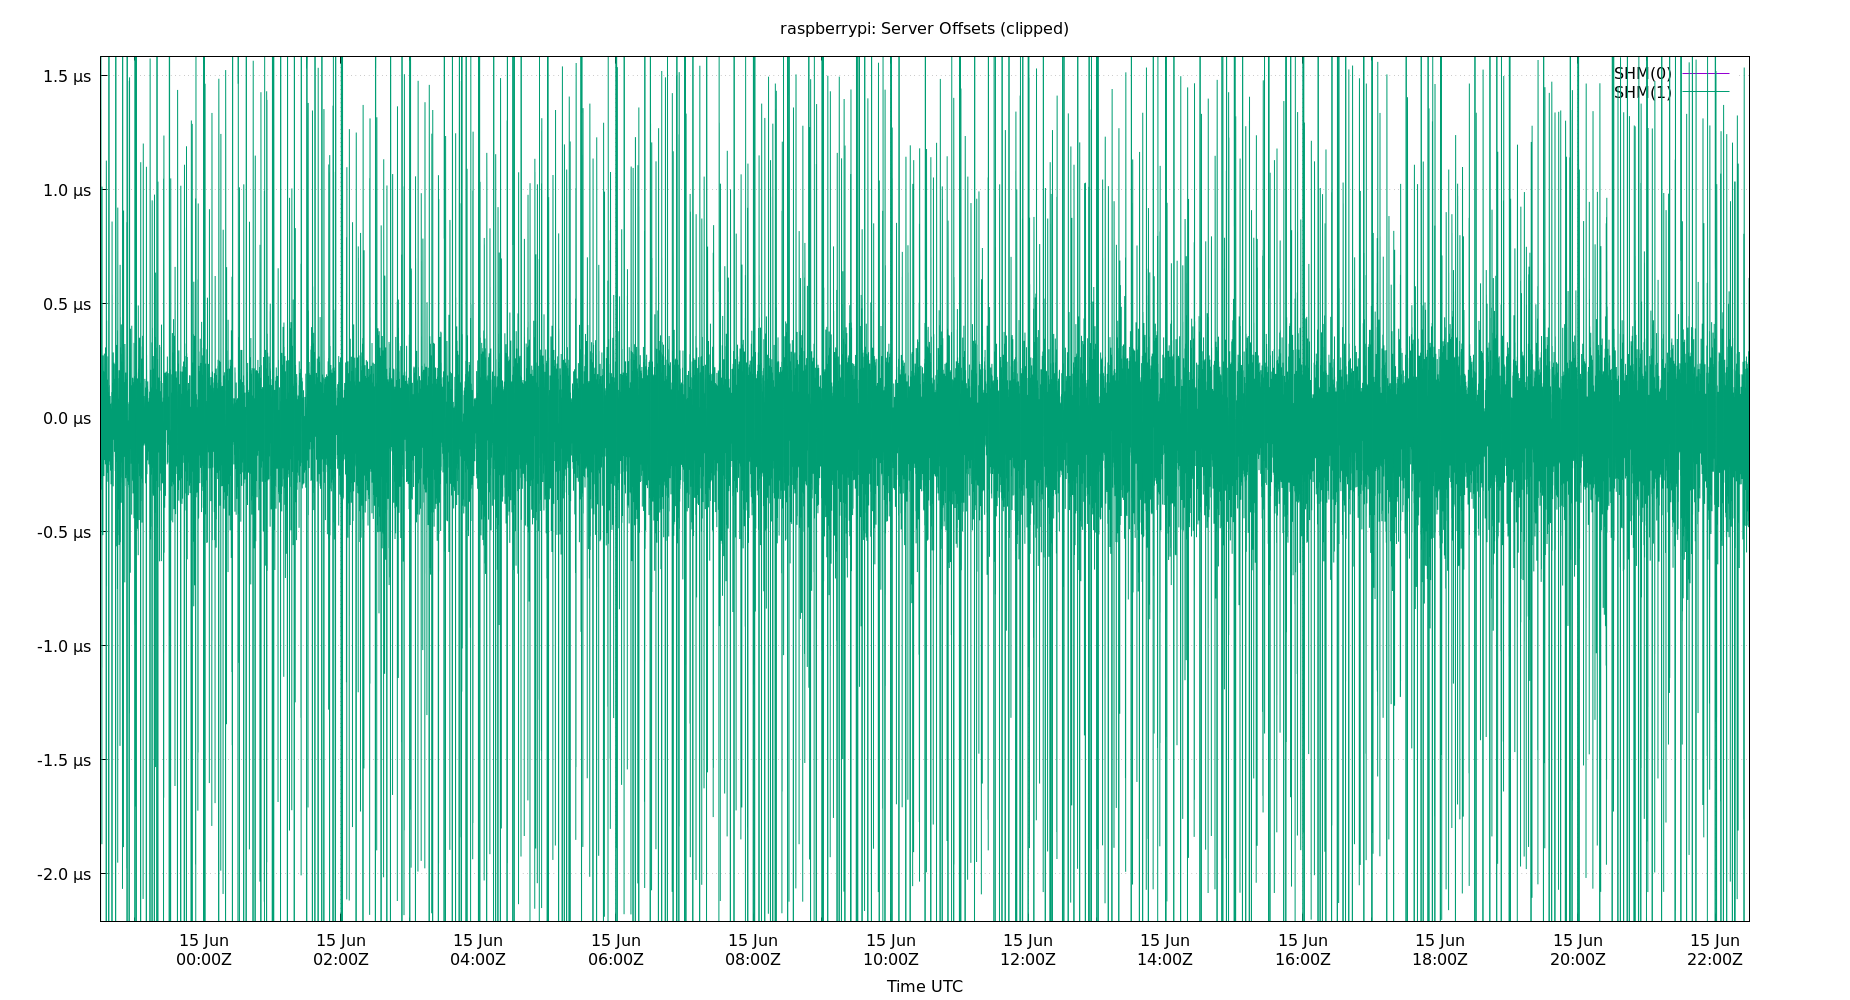 raspberrypi: Server Offsets (clipped)
SHM(0)
SHM(1)
1.5 µs
1.0 µs
0.5 µs
0.0 µs
-0.5 µs
-1.0 µs
-1.5 µs
-2.0 µs
15 Jun 15 Jun 15 Jun 15 Jun 15 Jun 15 Jun 15 Jun 15 Jun 15 Jun 15 Jun 15 Jun 15 Jun
00:00Z 02:00Z 04:00Z 06:00Z 08:00Z 10:00Z 12:00Z 14:00Z 16:00Z 18:00Z 20:00Z 22:00Z
Time UTC